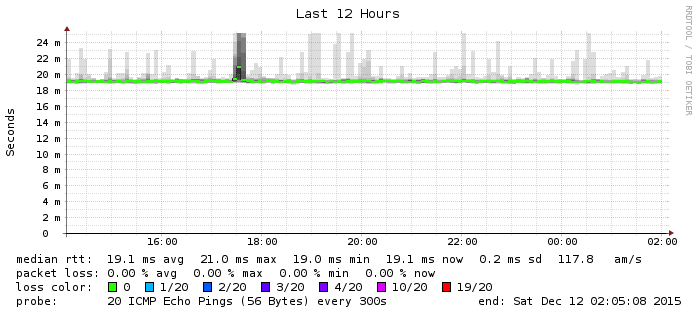 Last 12 Hours
RRDTOOL / TOBI OETIKER
Seconds
24 m
22 m
20 m
18 m
16 m
14 m
12 m
10 m
8 m
6 m
4 m
2 m
0
16:00 18:00 20:00 22:00 00:00 02:00
median rtt: 19.1 ms avg 21.0 ms max 19.0 ms min 19.1 ms now 0.2 ms sd 117.8 am/s
packet loss: 0.00 % avg 0.00 % max 0.00 % min 0.00 % now
loss color: 0 1/20 2/20 3/20 4/20 10/20 19/20
probe: 20 ICMP Echo Pings (56 Bytes) every 300s end: Sat Dec 12 02:05:08 2015